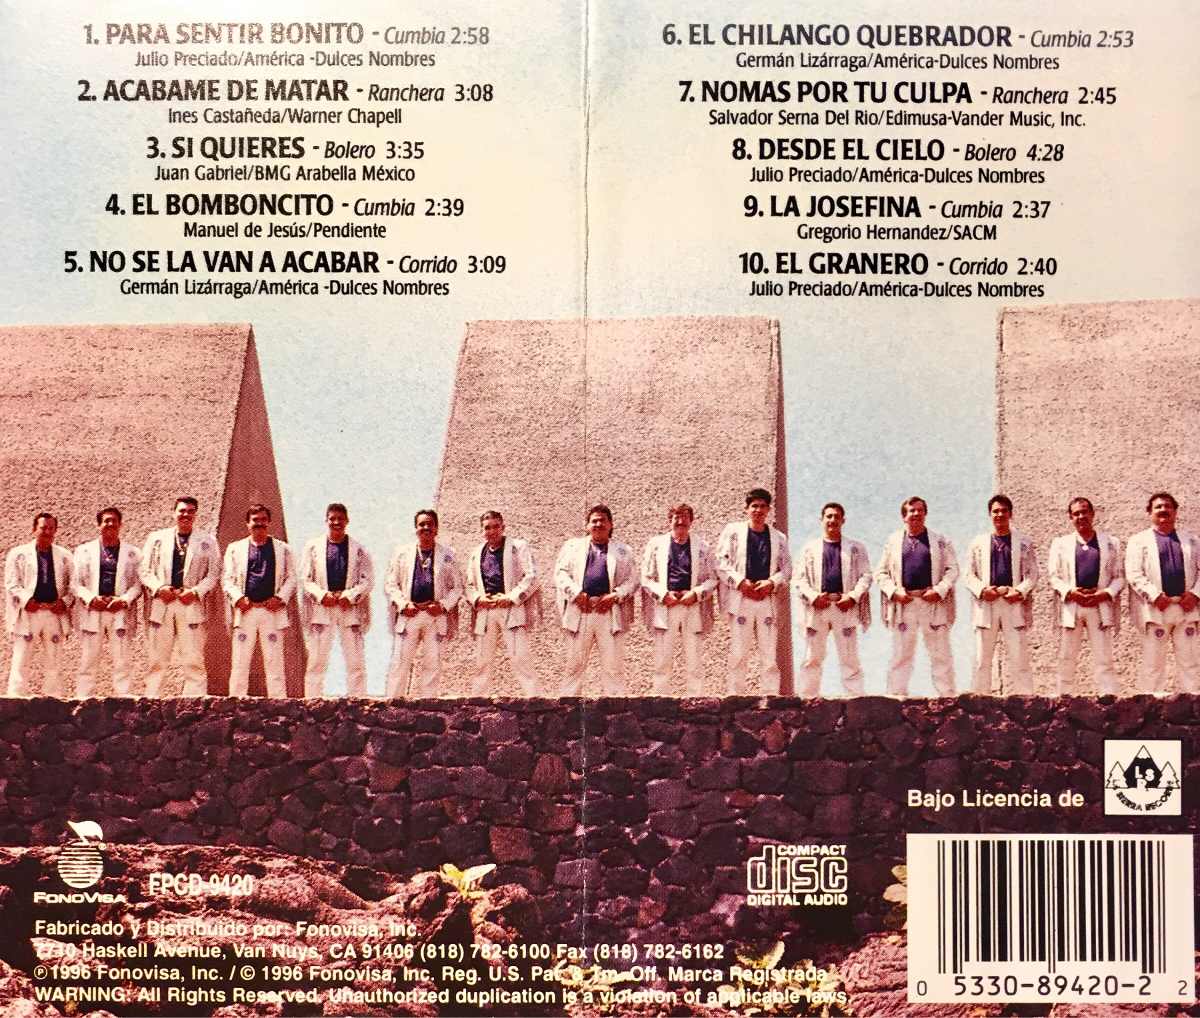 1. PARA SENTIR BONITO - Cumbia 2:58
Julio Preciado/América -Dulces Nombres
2. ACABAME DE MATAR - Ranchera 3:08
Ines Castañeda/Warner Chapell
3. SI QUIERES - Bolero 3:35
Juan Gabriel/BMG Arabella México
4. EL BOMBONCITO - Cumbia 2:39
Manuel de Jesús/Pendiente
5. NO SE LA VAN A ACABAR - Corrido 3:09
Germán Lizárraga/América -Dulces Nombres
6. EL CHILANGO QUEBRADOR - Cumbia 2:53
Germán Lizárraga/América-Dulces Nombres
7. NOMAS POR TU CULPA - Ranchera 2:45
Salvador Serna Del Rio/Edimusa-Vander Music, Inc.
8. DESDE EL CIELO - Bolero 4:28
Julio Preciado/América-Dulces Nombres
9. LA JOSEFINA - Cumbia 2:37
Gregorio Hernandez/SACM
10. EL GRANERO - Corrido 2:40
Julio Preciado/América-Dulces Nombres
Bajo Licencia de
FONOVISA
FPCD-9420
COMPACT
disc
DIGITAL AUDIO
Fabricado y Distribuido por: Fonovisa, Inc.
7710 Haskell Avenue, Van Nuys, CA 91406 (818) 782-6100 Fax (818) 782-6162
℗1996 Fonovisa, Inc. / © 1996 Fonovisa, Inc. Reg. U.S. Pat. & Tm. Off. Marca Registrada
WARNING: All Rights Reserved. Unauthorized duplication is a violation of applicable laws.
0 5330-89420-2 2